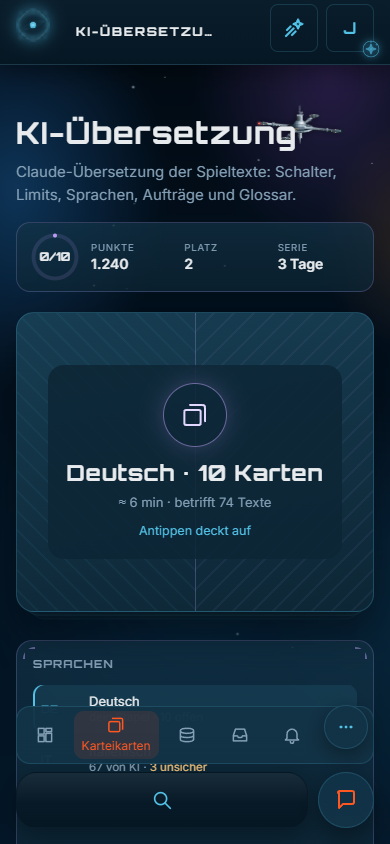 KI-ÜBERSETZU…
KI-Übersetzung
Claude-Übersetzung der Spieltexte: Schalter,
Limits, Sprachen, Aufträge und Glossar.
0/10
PUNKTE
1.240
PLATZ
2
SERIE
3 Tage
Deutsch · 10 Karten
≈ 6 min · betrifft 74 Texte
Antippen deckt auf
SPRACHEN
Deutsch
Karteikarten
67 von KI · 3 unsicher